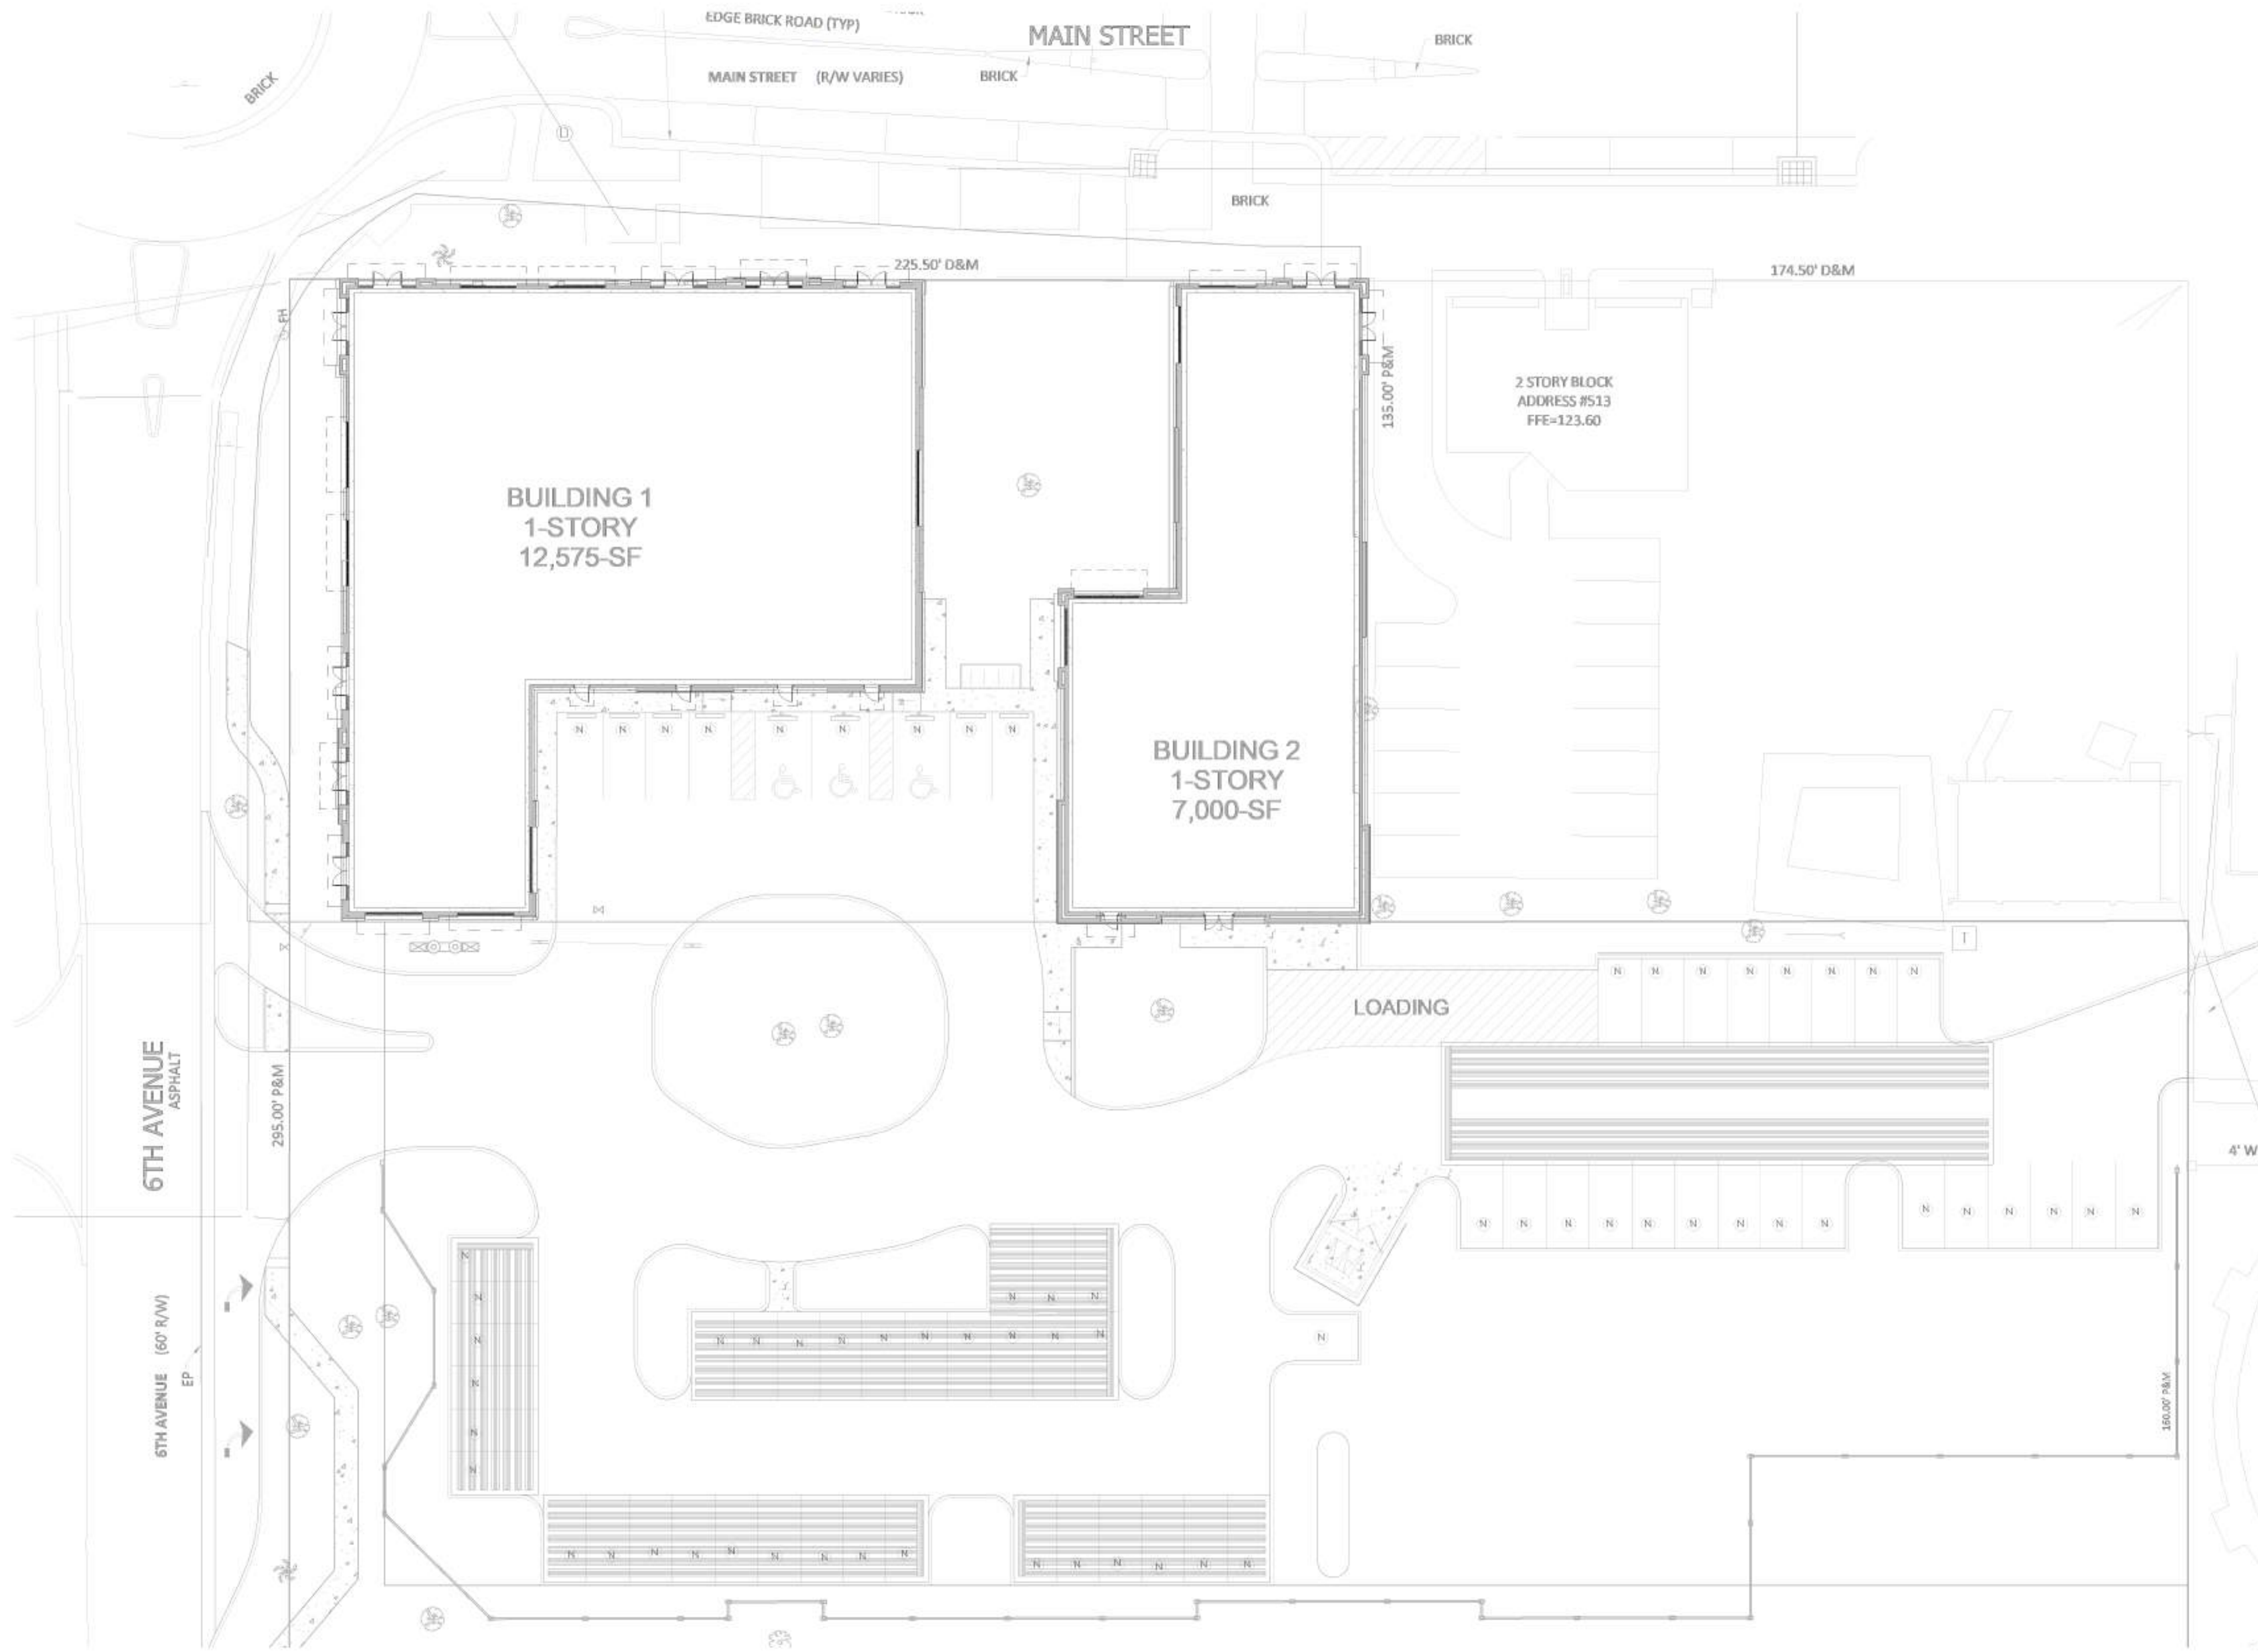 EDGE BRICK ROAD (TYP)
MAIN STREET
BRICK
MAIN STREET (R/W VARIES)
BRICK
BRICK
D
BRICK
225.50' D&M
174.50' D&M
FH
135.00' P&M
2 STORY BLOCK
ADDRESS #513
FFE=123.60
BUILDING 1
1-STORY
12,575-SF
N N N N N N N N N
BUILDING 2
1-STORY
7,000-SF
T
N N N N N N N N
LOADING
6TH AVENUE
ASPHALT
295.00' P&M
4' W
N N N N N N N N N
N N N N N N
6TH AVENUE (60' R/W)
EP
N
N
N
N
N
N
N N N
N N N N N N N N N N
N
160.00' P&M
N N N N N N N N N
N N N N N N